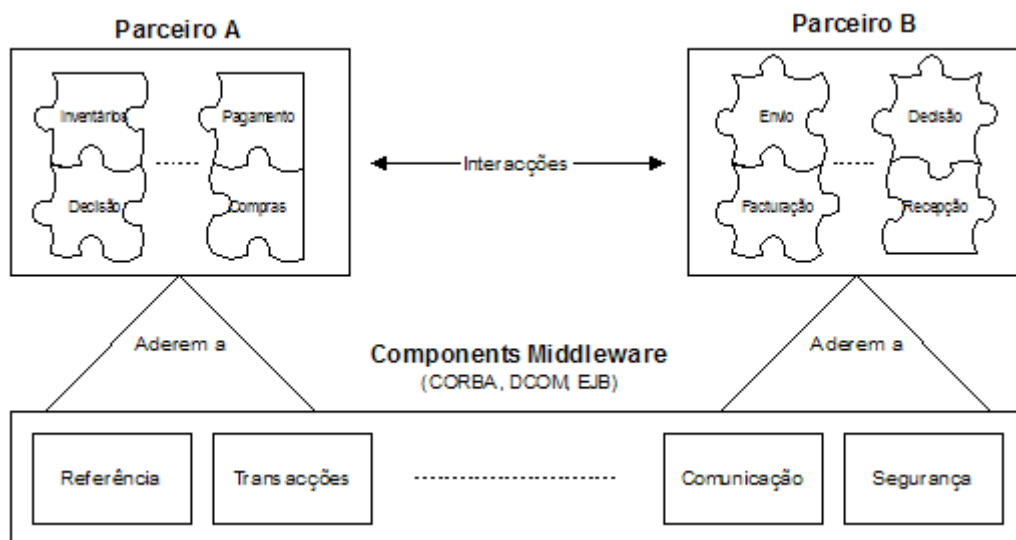 Parceiro A
Parceiro B
Inventários
Pagamento
Decisão
Compras
Interacções
Envio
Decisão
Facturação
Recepção
Aderem a
Aderem a
Components Middleware
(CORBA, DCOM, EJB)
Referência
Transacções
Comunicação
Segurança